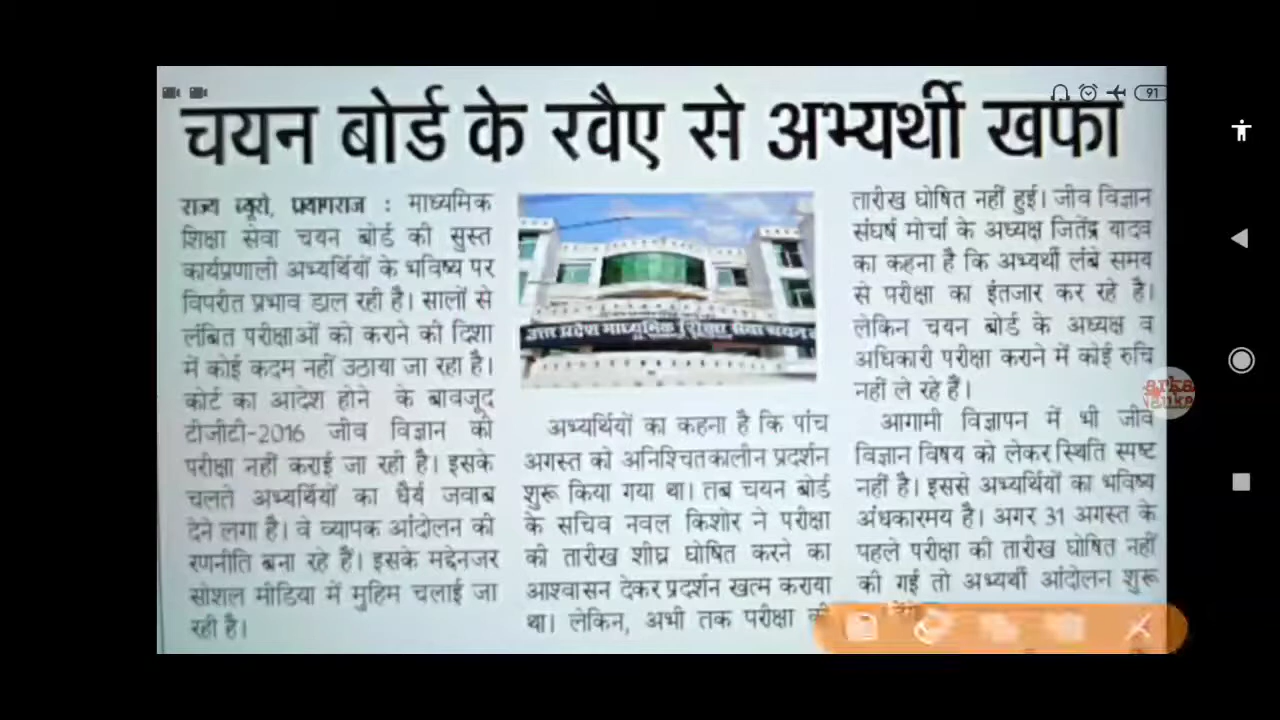 91
चयन बोर्ड के रवैए से अभ्यर्थी खफा
राज्य ब्यूरो, प्रयागराज : माध्यमिक
शिक्षा सेवा चयन बोर्ड की सुस्त
कार्यप्रणाली अभ्यर्थियों के भविष्य पर
विपरीत प्रभाव डाल रही है। सालों से
लंबित परीक्षाओं को कराने की दिशा
में कोई कदम नहीं उठाया जा रहा है।
कोर्ट का आदेश होने के बावजूद
टीजीटी-2016 जीव विज्ञान की
परीक्षा नहीं कराई जा रही है। इसके
चलते अभ्यर्थियों का धैर्य जवाब
देने लगा है। वे व्यापक आंदोलन की
रणनीति बना रहे हैं। इसके मद्देनजर
सोशल मीडिया में मुहिम चलाई जा
रही है।
उत्तर प्रदेश माध्यमिक शिक्षा सेवा चयन
अभ्यर्थियों का कहना है कि पांच
अगस्त को अनिश्चितकालीन प्रदर्शन
शुरू किया गया था। तब चयन बोर्ड
के सचिव नवल किशोर ने परीक्षा
की तारीख शीघ्र घोषित करने का
आश्वासन देकर प्रदर्शन खत्म कराया
था। लेकिन, अभी तक परीक्षा की
तारीख घोषित नहीं हुई। जीव विज्ञान
संघर्ष मोर्चा के अध्यक्ष जितेंद्र यादव
का कहना है कि अभ्यर्थी लंबे समय
से परीक्षा का इंतजार कर रहे है।
लेकिन चयन बोर्ड के अध्यक्ष व
अधिकारी परीक्षा कराने में कोई रुचि
नहीं ले रहे हैं।
आगामी विज्ञापन में भी जीव
विज्ञान विषय को लेकर स्थिति स्पष्ट
नहीं है। इससे अभ्यर्थियों का भविष्य
अंधकारमय है। अगर 31 अगस्त के
पहले परीक्षा की तारीख घोषित नहीं
की गई तो अभ्यर्थी आंदोलन शुरू